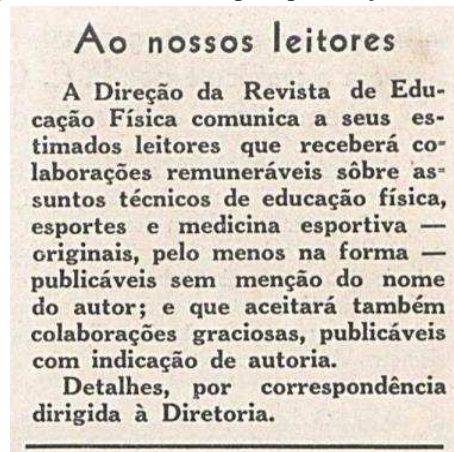 Ao nossos leitores
A Direção da Revista de Edu-
cação Física comunica a seus es-
timados leitores que receberá co-
laborações remuneráveis sôbre as-
suntos técnicos de educação física,
esportes e medicina esportiva —
originais, pelo menos na forma —
publicáveis sem menção do nome
do autor; e que aceitará também
colaborações graciosas, publicáveis
com indicação de autoria.
Detalhes, por correspondência
dirigida à Diretoria.